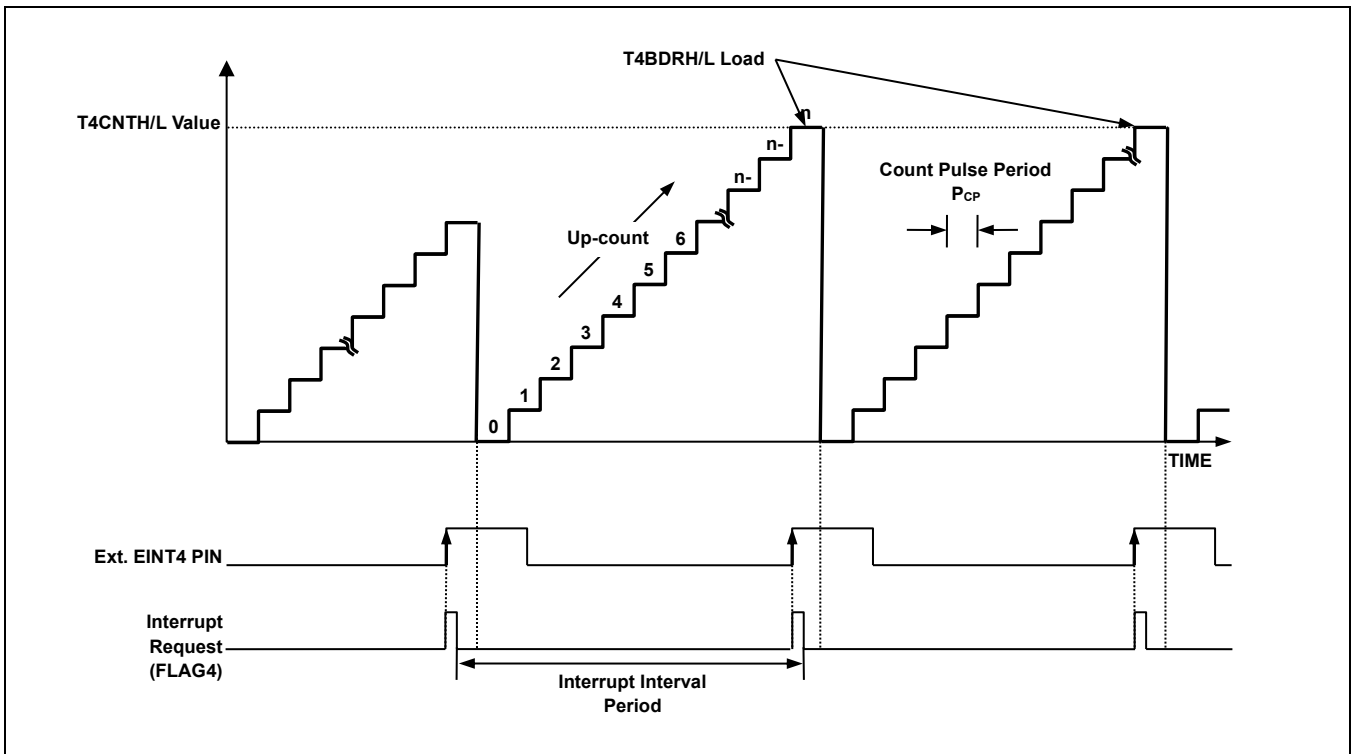 T4BDRH/L Load
T4CNTH/L Value
n
n-
n-
Count Pulse Period
PCP
Up-count
6
5
4
3
2
1
0
TIME
Ext. EINT4 PIN
Interrupt
Request
(FLAG4)
Interrupt Interval
Period